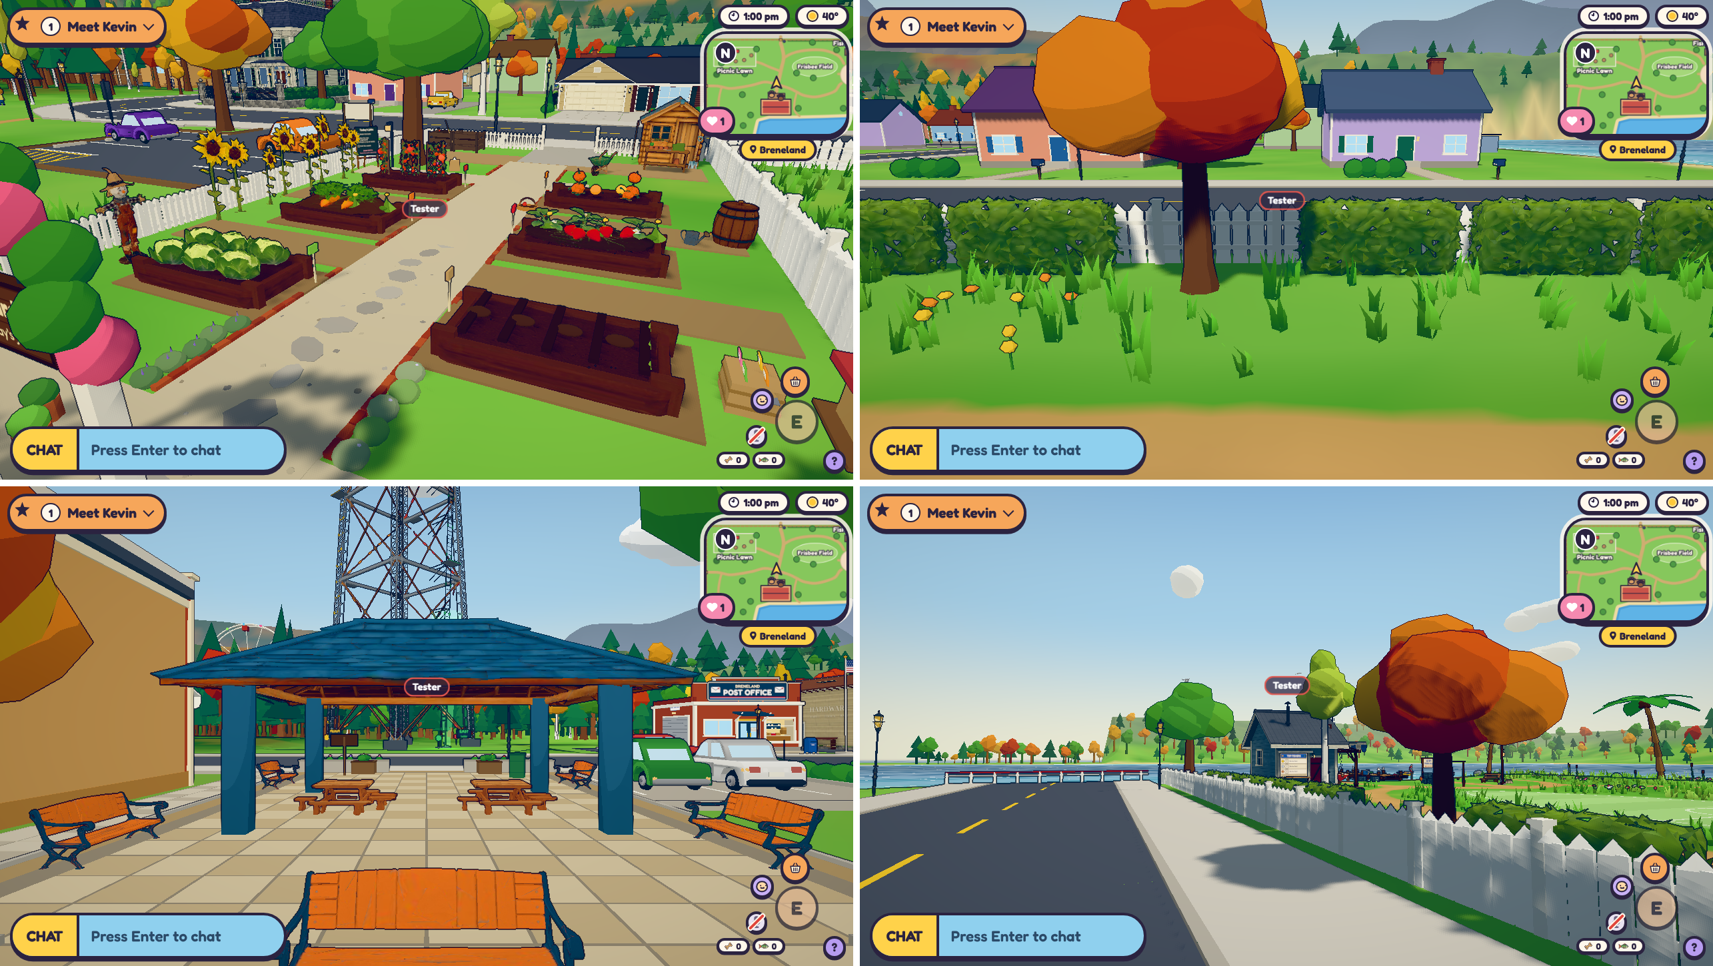 1 Meet Kevin
1:00 pm
40°
N
Picnic Lawn
Frisbee Field
1
Breneland
Tester
E
CHAT
Press Enter to chat
0
0
?
1 Meet Kevin
1:00 pm
40°
N
Picnic Lawn
Frisbee Field
1
Breneland
Tester
E
CHAT
Press Enter to chat
0
0
?
1 Meet Kevin
1:00 pm
40°
N
Picnic Lawn
Frisbee Field
1
Breneland
Tester
BRENELAND
POST OFFICE
HARDWARE
E
CHAT
Press Enter to chat
0
0
?
1 Meet Kevin
1:00 pm
40°
N
Picnic Lawn
Frisbee Field
1
Breneland
Tester
E
CHAT
Press Enter to chat
0
0
?